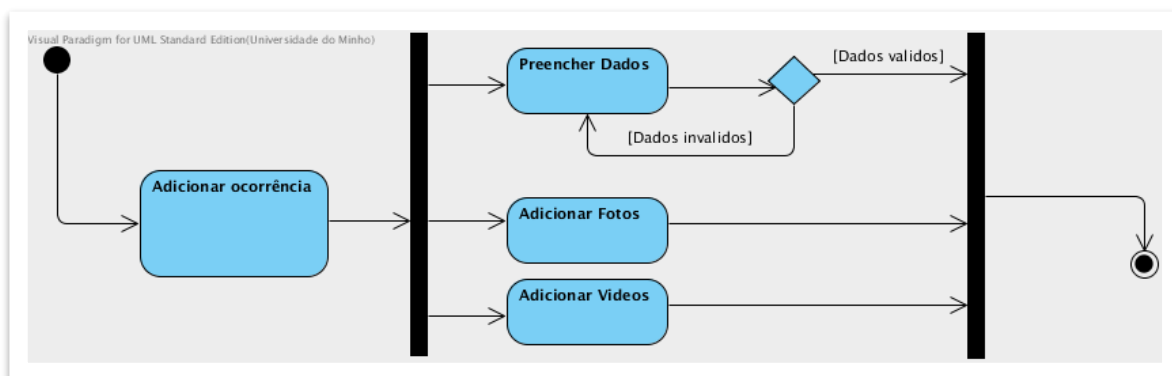 Visual Paradigm for UML Standard Edition(Universidade do Minho)
Preencher Dados
[Dados validos]
[Dados invalidos]
Adicionar ocorrência
Adicionar Fotos
Adicionar Videos